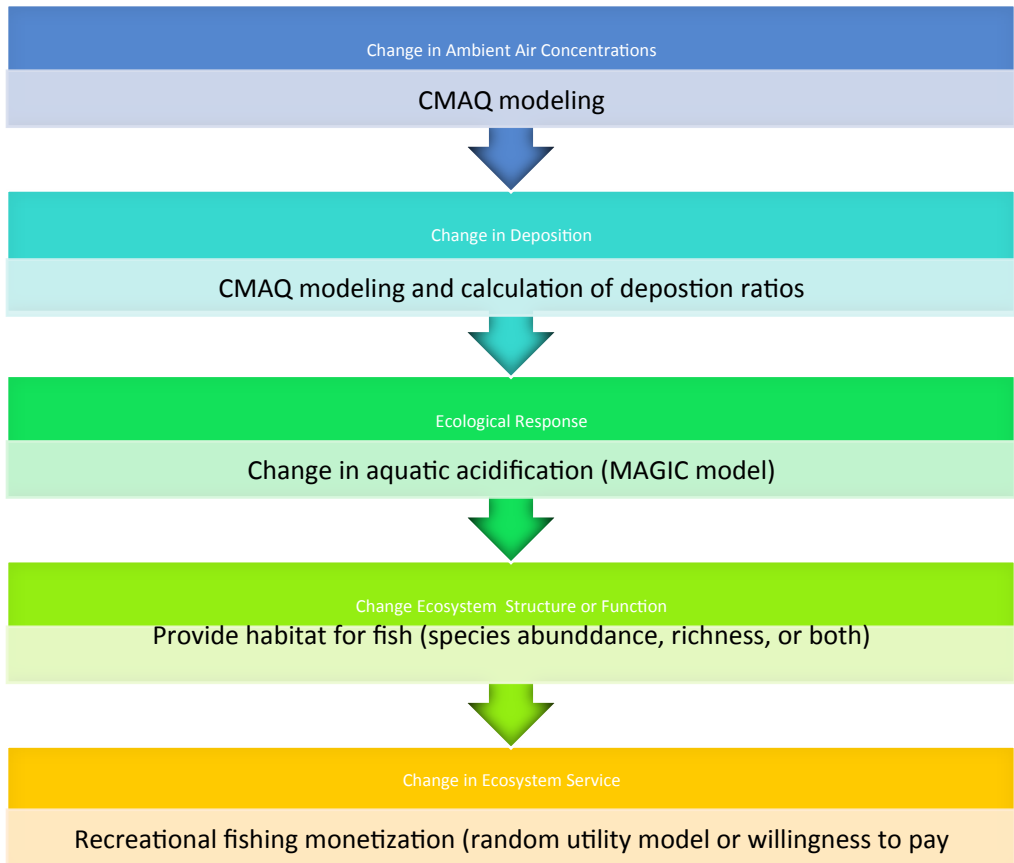 Change in Ambient Air Concentrations
CMAQ modeling
Change in Deposition
CMAQ modeling and calculation of depostion ratios
Ecological Response
Change in aquatic acidification (MAGIC model)
Change Ecosystem Structure or Function
Provide habitat for fish (species abunddance, richness, or both)
Change in Ecosystem Service
Recreational fishing monetization (random utility model or willingness to pay